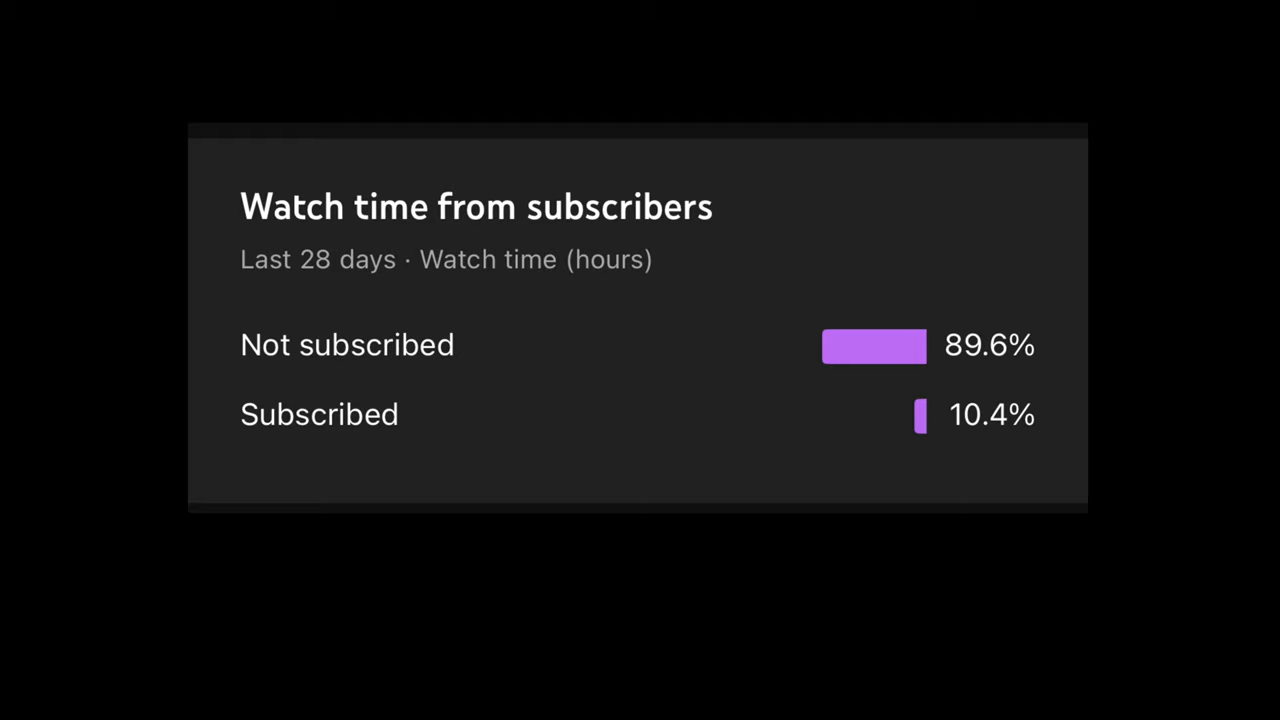 Watch time from subscribers
Last 28 days · Watch time (hours)
Not subscribed 89.6%
Subscribed 10.4%